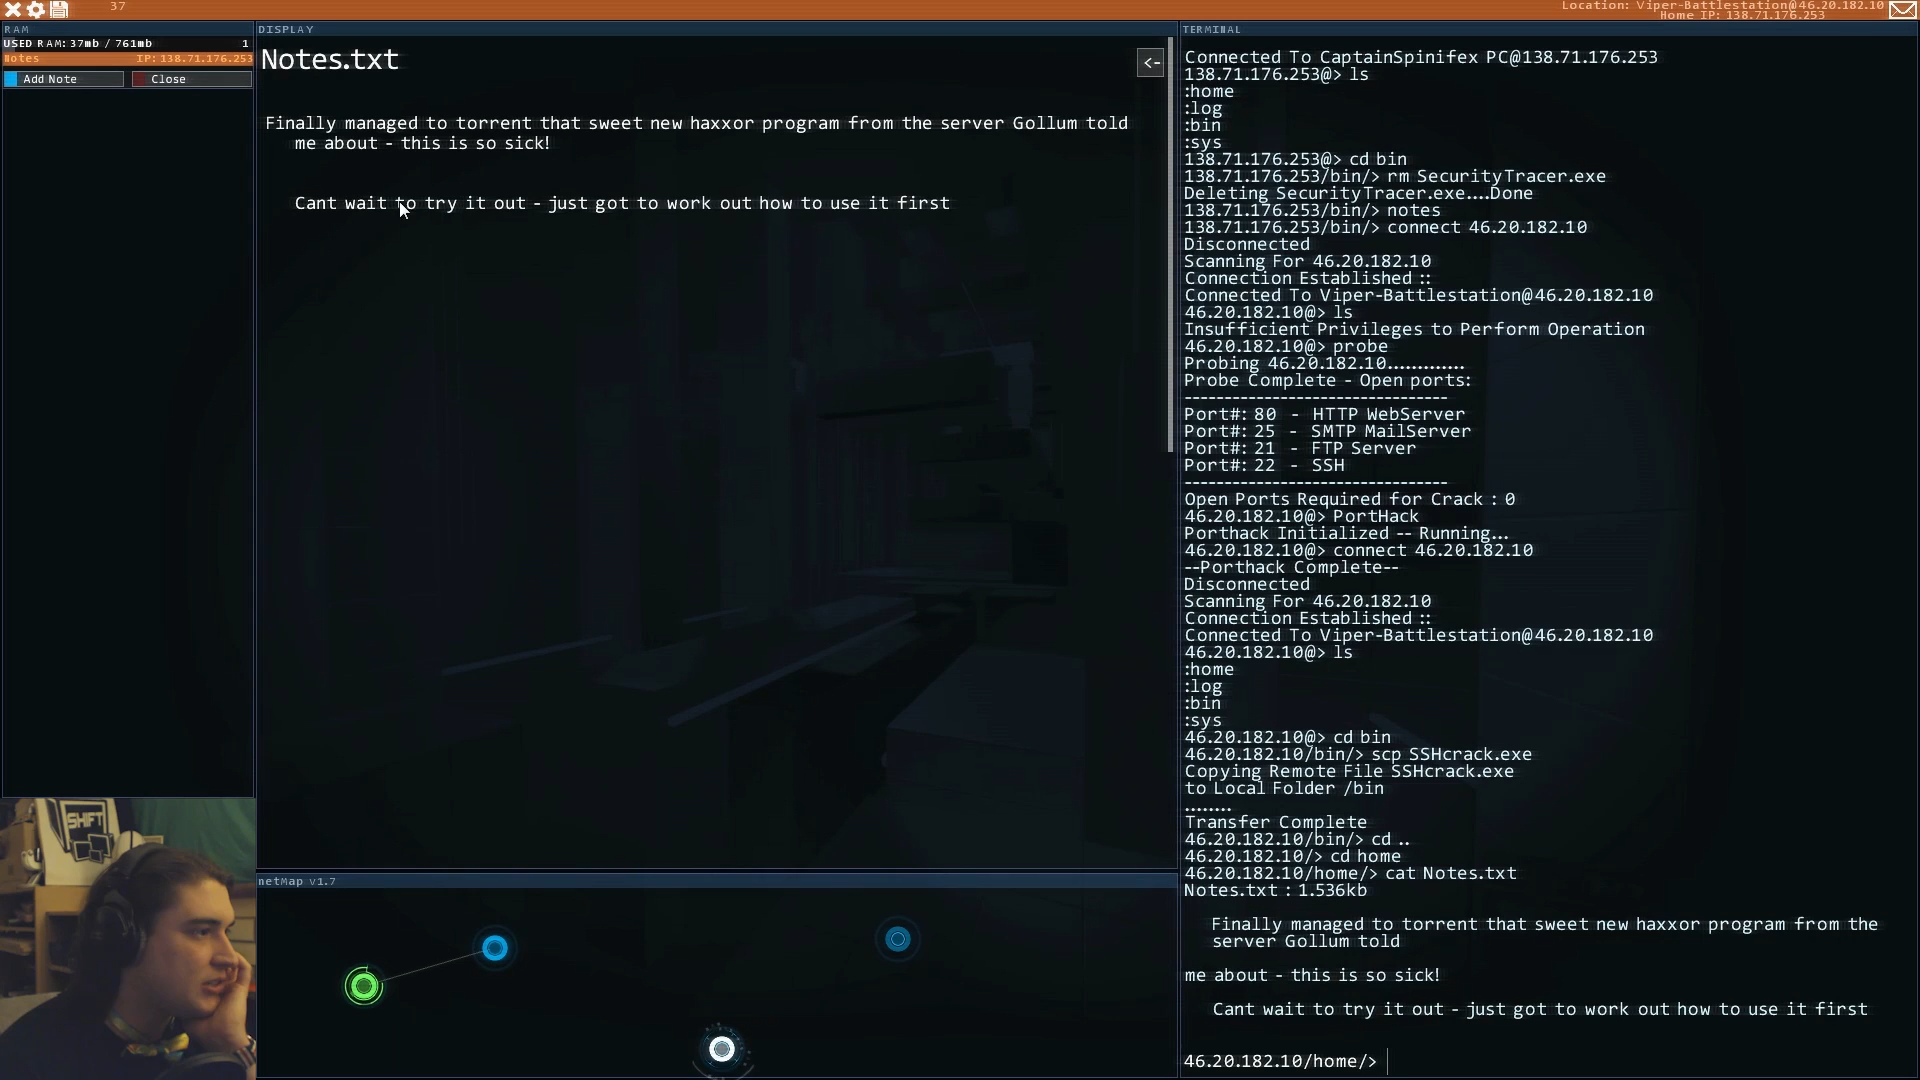 37
Location: Viper-Battlestation@46.20.182.10
Home IP: 138.71.176.253
RAM
USED RAM: 37mb / 761mb 1
Notes IP: 138.71.176.253
Add Note Close
SHIFT
DISPLAY
Notes.txt
<-
Finally managed to torrent that sweet new haxxor program from the server Gollum told
me about - this is so sick!
Cant wait to try it out - just got to work out how to use it first
netMap v1.7
TERMINAL
Connected To CaptainSpinifex PC@138.71.176.253
138.71.176.253@> ls
:home
:log
:bin
:sys
138.71.176.253@> cd bin
138.71.176.253/bin/> rm SecurityTracer.exe
Deleting SecurityTracer.exe....Done
138.71.176.253/bin/> notes
138.71.176.253/bin/> connect 46.20.182.10
Disconnected
Scanning For 46.20.182.10
Connection Established ::
Connected To Viper-Battlestation@46.20.182.10
46.20.182.10@> ls
Insufficient Privileges to Perform Operation
46.20.182.10@> probe
Probing 46.20.182.10.............
Probe Complete - Open ports:
---------------------------------
Port#: 80 - HTTP WebServer
Port#: 25 - SMTP MailServer
Port#: 21 - FTP Server
Port#: 22 - SSH
---------------------------------
Open Ports Required for Crack : 0
46.20.182.10@> PortHack
Porthack Initialized -- Running...
46.20.182.10@> connect 46.20.182.10
--Porthack Complete--
Disconnected
Scanning For 46.20.182.10
Connection Established ::
Connected To Viper-Battlestation@46.20.182.10
46.20.182.10@> ls
:home
:log
:bin
:sys
46.20.182.10@> cd bin
46.20.182.10/bin/> scp SSHcrack.exe
Copying Remote File SSHcrack.exe
to Local Folder /bin
........
Transfer Complete
46.20.182.10/bin/> cd ..
46.20.182.10/> cd home
46.20.182.10/home/> cat Notes.txt
Notes.txt : 1.536kb
Finally managed to torrent that sweet new haxxor program from the
server Gollum told
me about - this is so sick!
Cant wait to try it out - just got to work out how to use it first
46.20.182.10/home/>